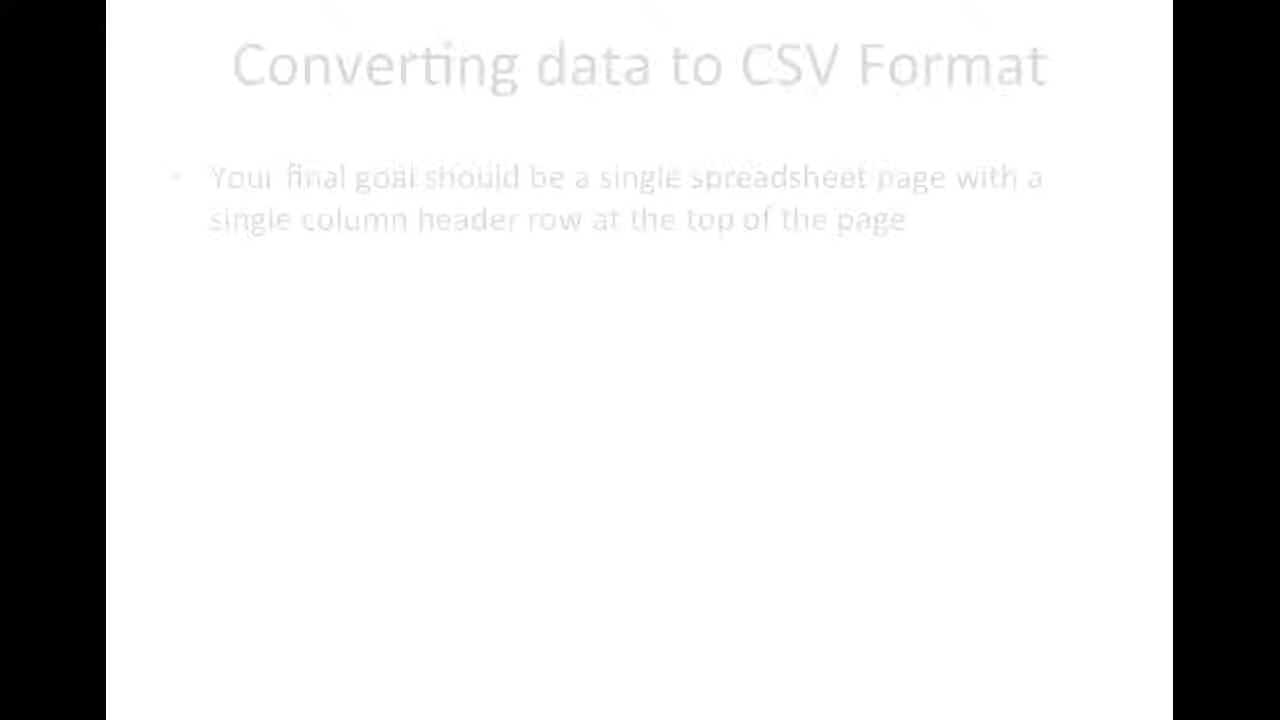 Converting data to CSV Format
• Your final goal should be a single spreadsheet page with a
single column header row at the top of the page